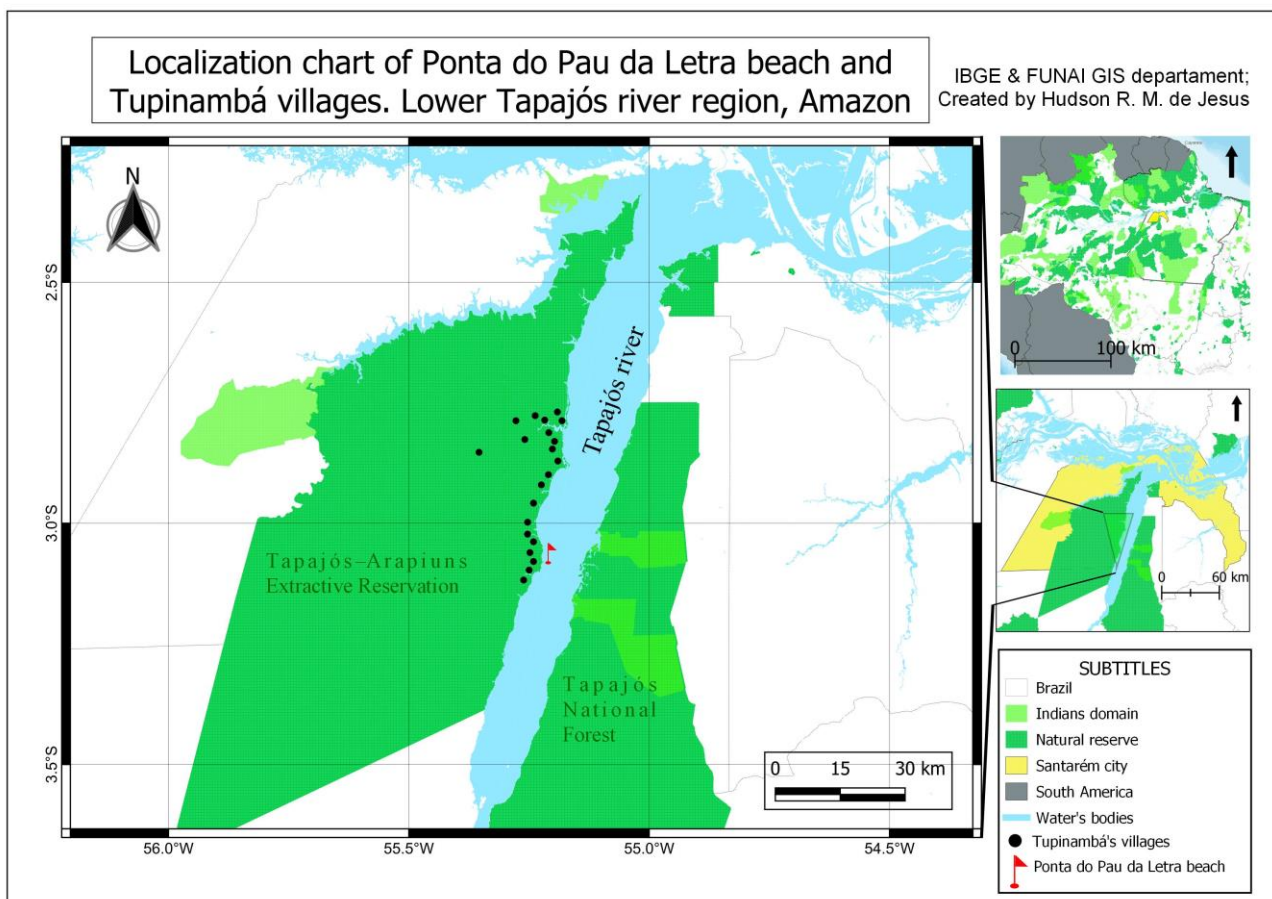 Localization chart of Ponta do Pau da Letra beach and
Tupinambá villages. Lower Tapajós river region, Amazon
IBGE & FUNAI GIS departament;
Created by Hudson R. M. de Jesus
N
2.5°S
3.0°S
3.5°S
56.0°W
55.5°W
55.0°W
54.5°W
Tapajós river
Tapajós–Arapiuns
Extractive Reservation
Tapajós
National
Forest
0 15 30 km
0 100 km
0 60 km
SUBTITLES
Brazil
Indians domain
Natural reserve
Santarém city
South America
Water's bodies
Tupinambá's villages
Ponta do Pau da Letra beach